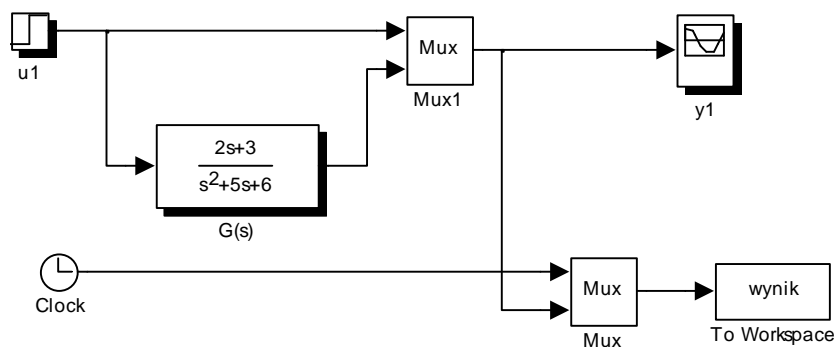 u1
Mux
Mux1
y1
2s+3
s²+5s+6
G(s)
Clock
Mux
Mux
wynik
To Workspace